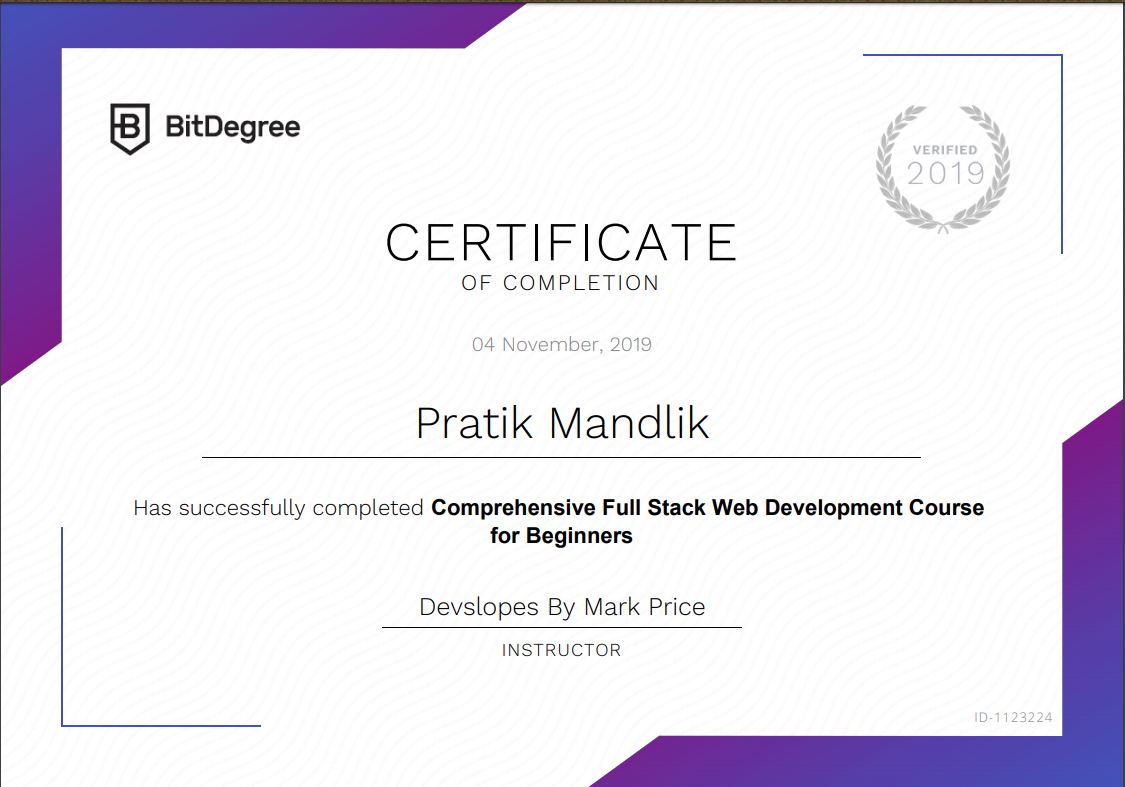 BitDegree
VERIFIED
2019
CERTIFICATE
OF COMPLETION
04 November, 2019
Pratik Mandlik
Has successfully completed Comprehensive Full Stack Web Development Course
for Beginners
Devslopes By Mark Price
INSTRUCTOR
ID-1123224